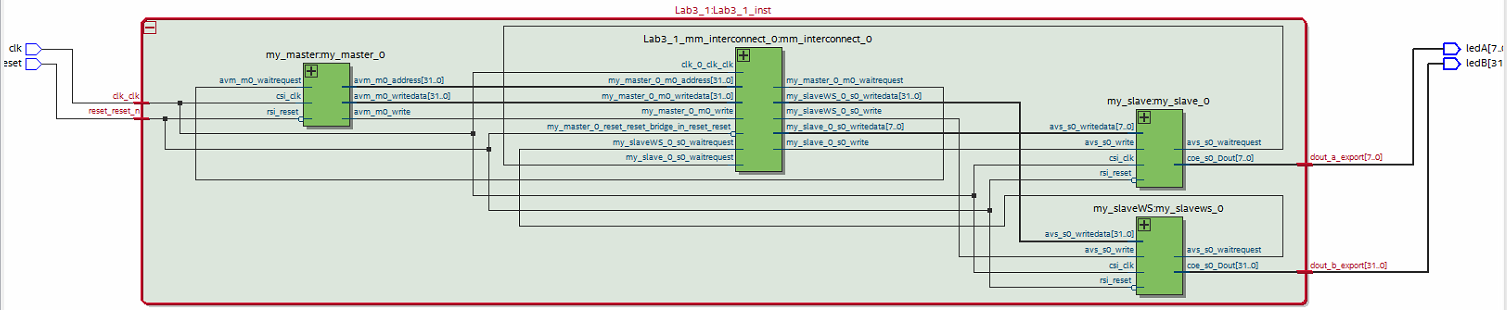 Lab3_1:Lab3_1_inst
clk
eset
clk_clk
reset_reset_n
my_master:my_master_0
avm_m0_waitrequest
csi_clk
rsi_reset
avm_m0_address[31..0]
avm_m0_writedata[31..0]
avm_m0_write
Lab3_1_mm_interconnect_0:mm_interconnect_0
clk_0_clk_clk
my_master_0_m0_address[31..0]
my_master_0_m0_writedata[31..0]
my_master_0_m0_write
my_master_0_reset_reset_bridge_in_reset_reset
my_slaveWS_0_s0_waitrequest
my_slave_0_s0_waitrequest
my_master_0_m0_waitrequest
my_slaveWS_0_s0_writedata[31..0]
my_slaveWS_0_s0_write
my_slave_0_s0_writedata[7..0]
my_slave_0_s0_write
my_slave:my_slave_0
avs_s0_writedata[7..0]
avs_s0_write
csi_clk
rsi_reset
avs_s0_waitrequest
coe_s0_Dout[7..0]
my_slaveWS:my_slavews_0
avs_s0_writedata[31..0]
avs_s0_write
csi_clk
rsi_reset
avs_s0_waitrequest
coe_s0_Dout[31..0]
dout_a_export[7..0]
dout_b_export[31..0]
ledA[7..
ledB[31